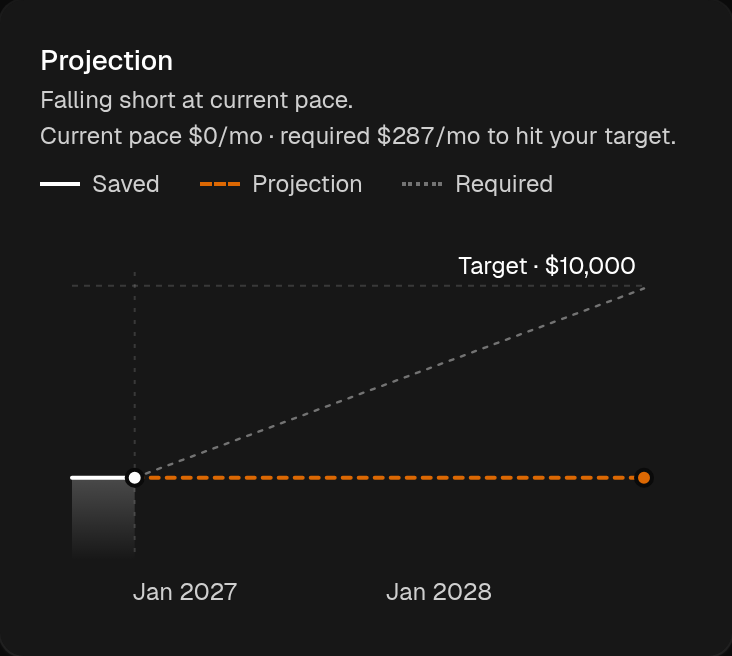 Projection
Falling short at current pace.
Current pace $0/mo · required $287/mo to hit your target.
Saved Projection Required
Target · $10,000
Jan 2027 Jan 2028